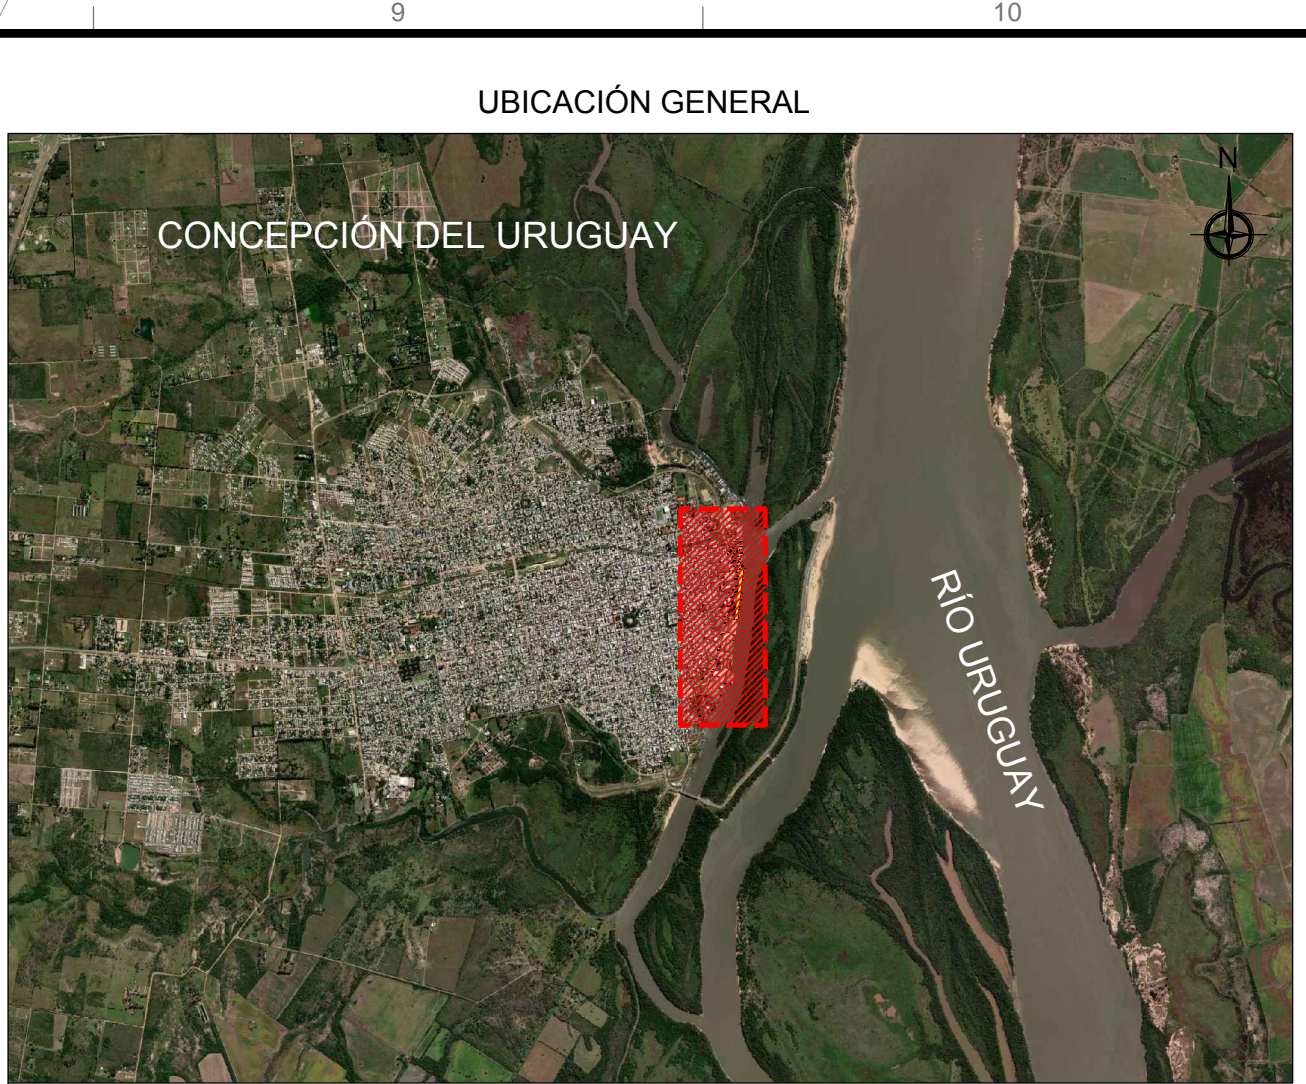 9
10
UBICACIÓN GENERAL
N
CONCEPCIÓN DEL URUGUAY
RÍO URUGUAY